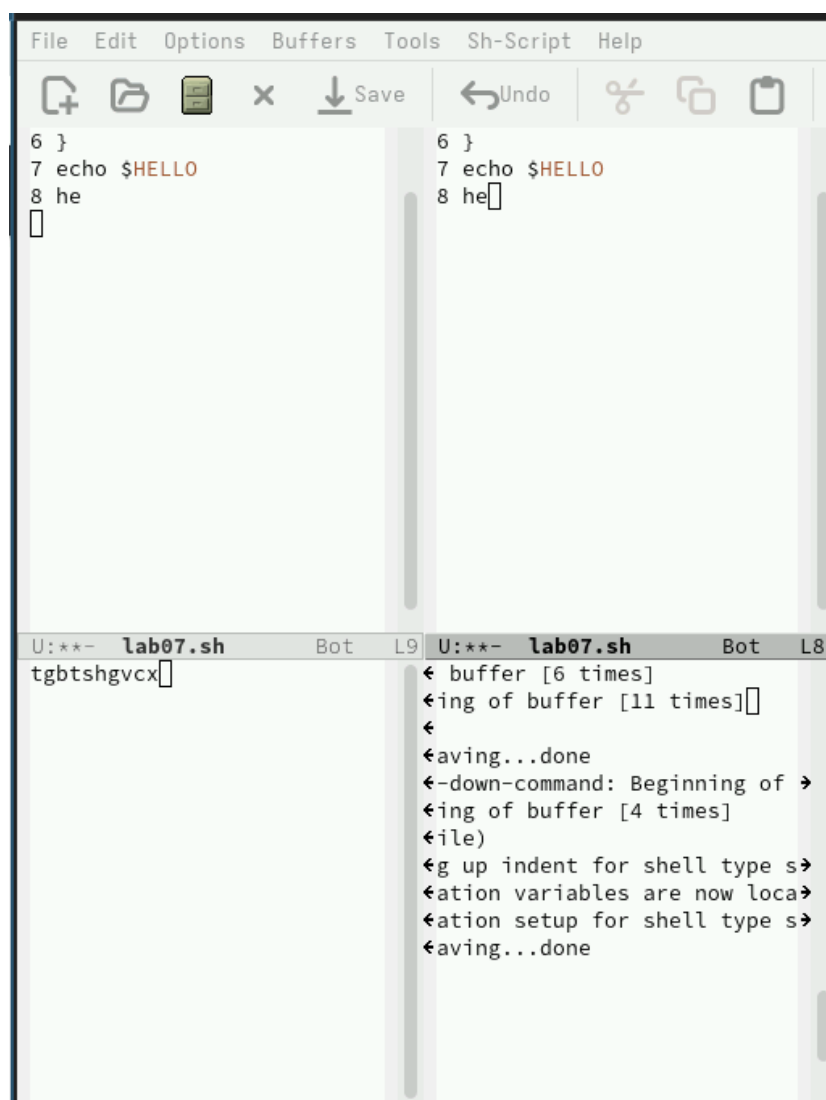 File Edit Options Buffers Tools Sh-Script Help
Save Undo
6 }
7 echo $HELLO
8 he
U:**- lab07.sh Bot L9
6 }
7 echo $HELLO
8 he
U:**- lab07.sh Bot L8
tgbtshgvcx
buffer [6 times]
ing of buffer [11 times]
aving...done
-down-command: Beginning of
ing of buffer [4 times]
ile)
g up indent for shell type s
ation variables are now loca
ation setup for shell type s
aving...done